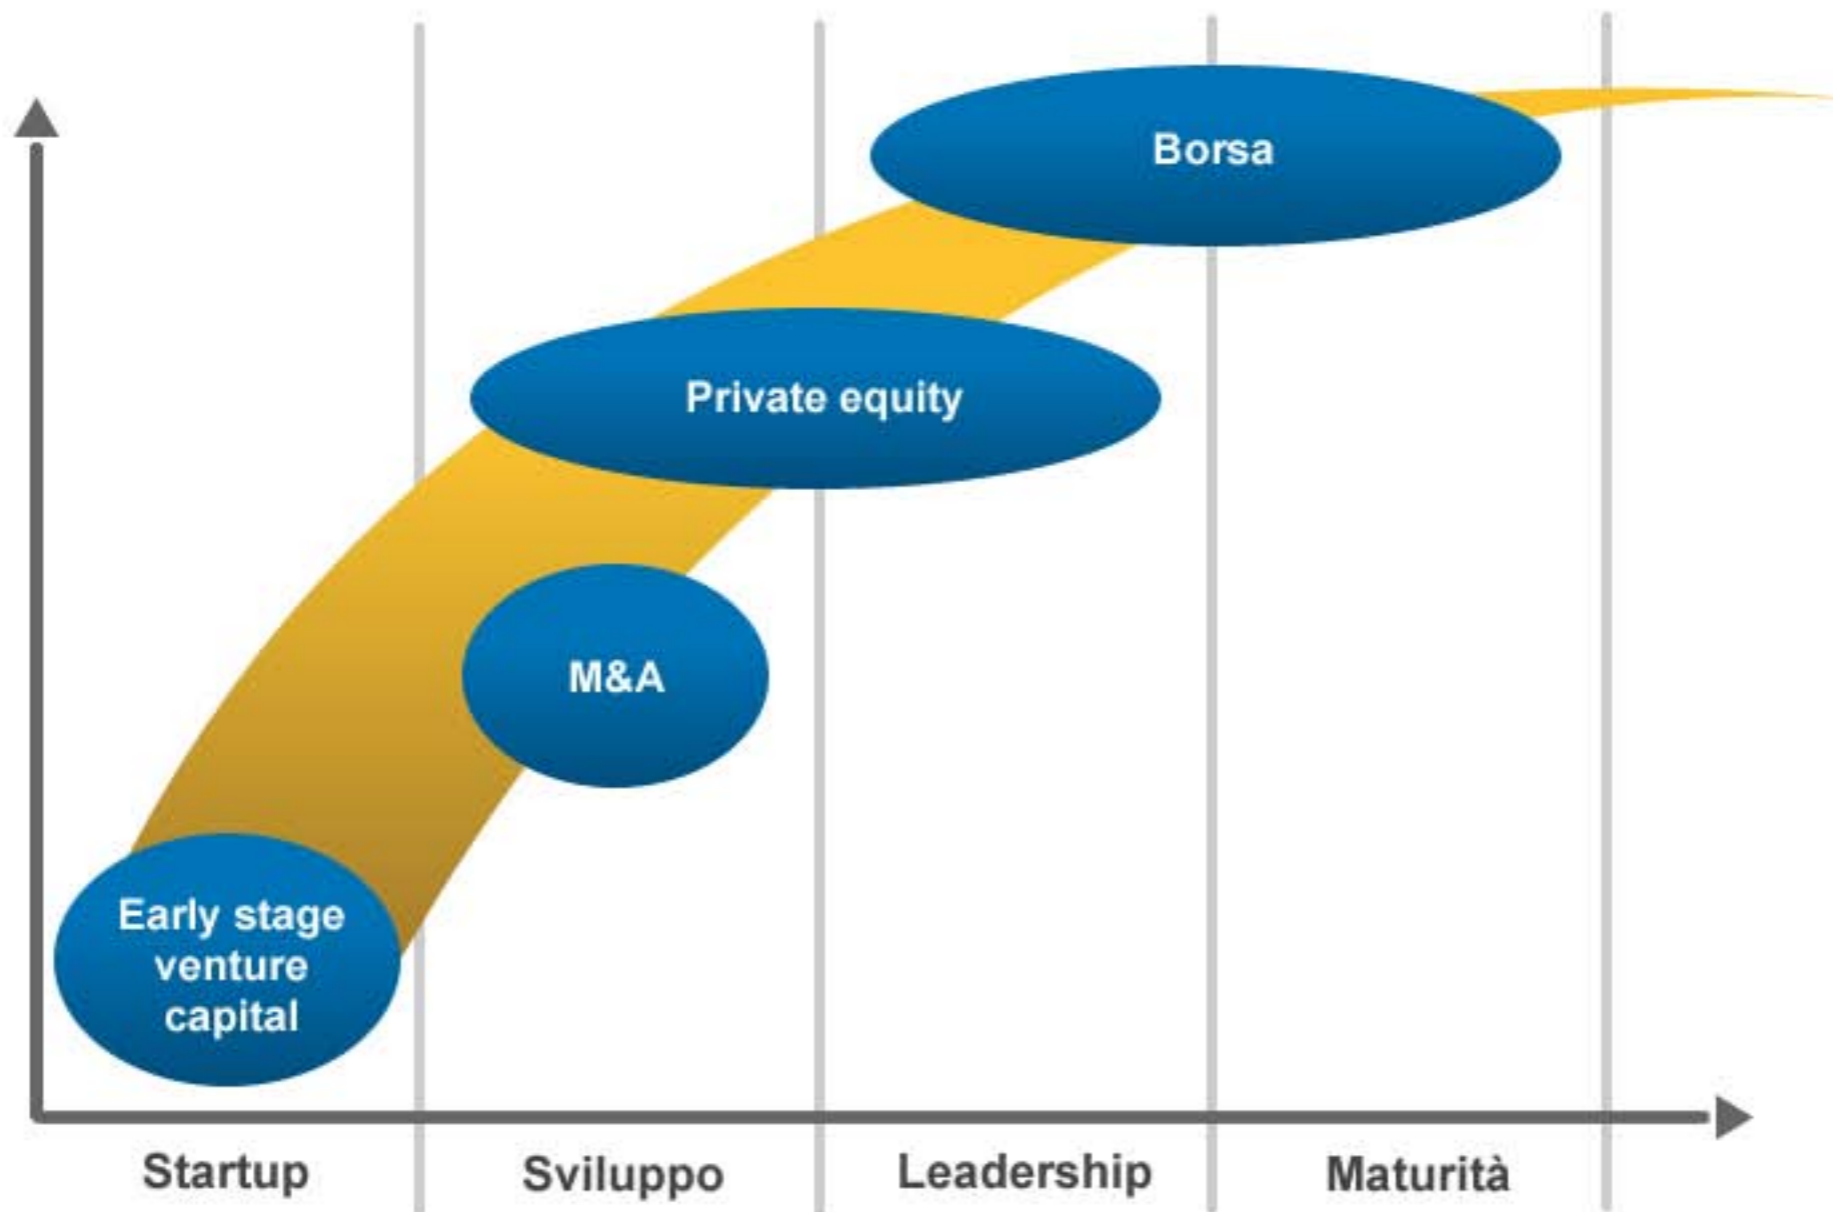 Borsa
Private equity
M&A
Early stage
venture
capital
Startup
Sviluppo
Leadership
Maturità